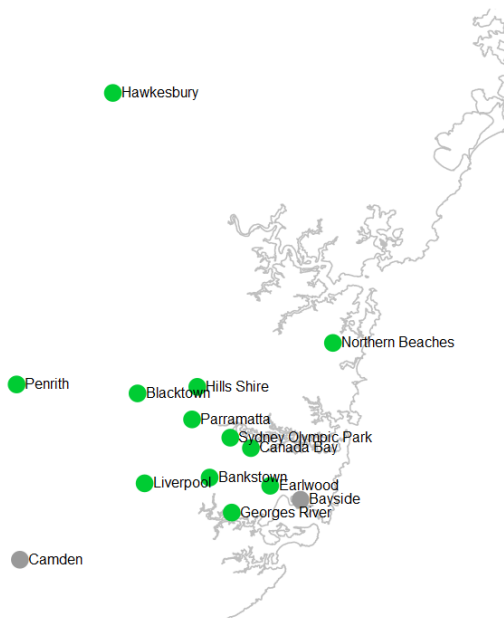 Hawkesbury
Northern Beaches
Penrith
Hills Shire
Blacktown
Parramatta
Sydney Olympic Park
Canada Bay
Bankstown
Liverpool
Earlwood
Bayside
Georges River
Camden